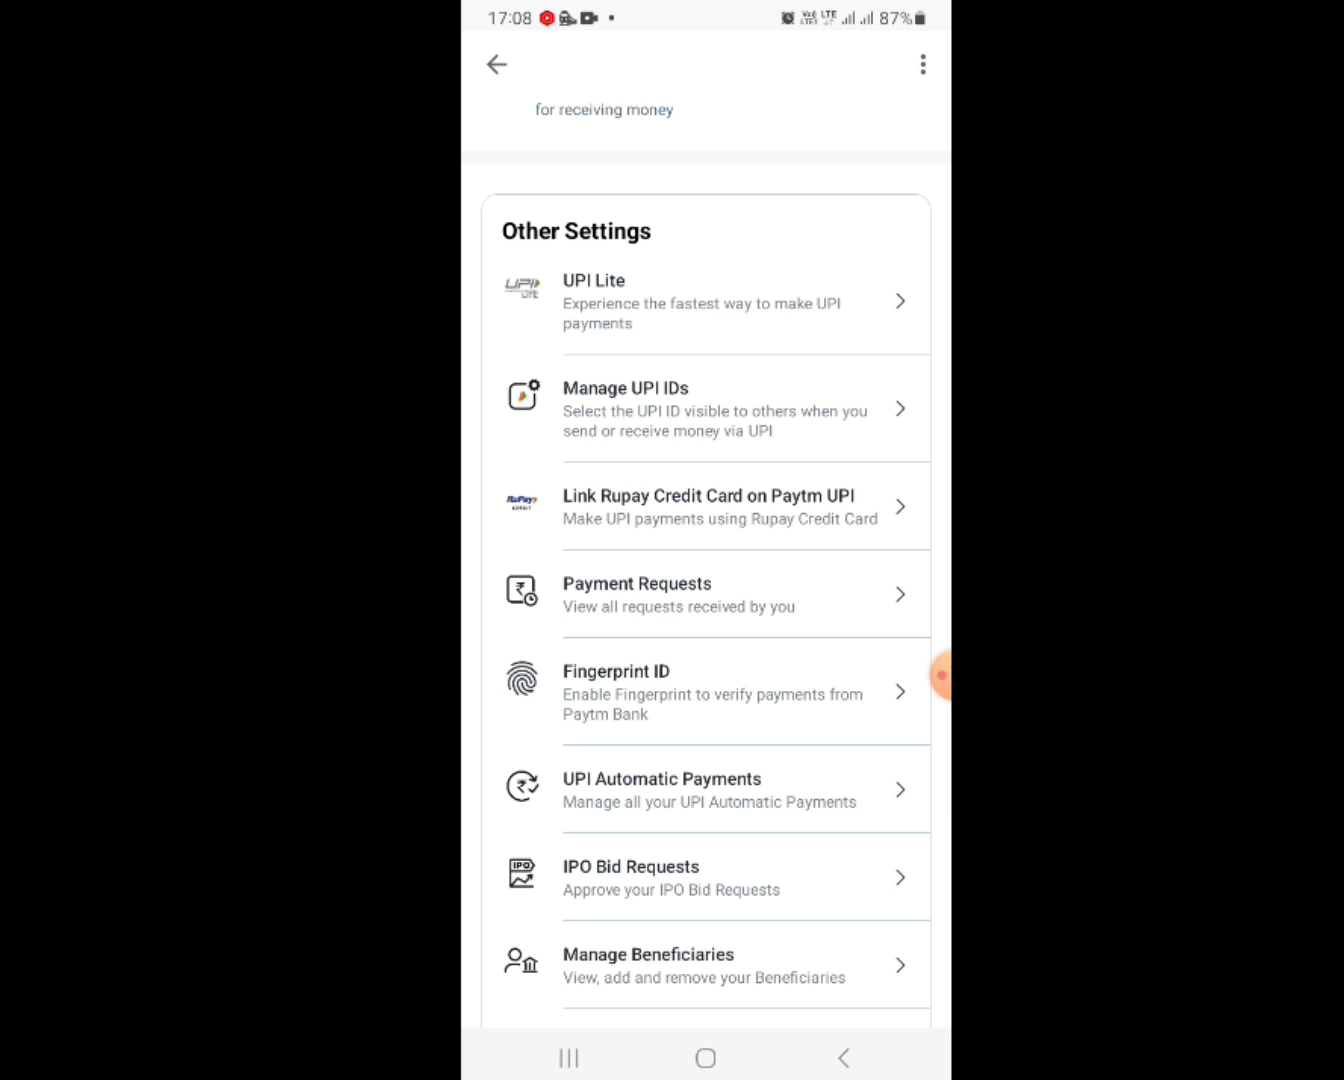 17:08
87%
for receiving money
Other Settings
UPI Lite
Experience the fastest way to make UPI
payments
Manage UPI IDs
Select the UPI ID visible to others when you
send or receive money via UPI
Link Rupay Credit Card on Paytm UPI
Make UPI payments using Rupay Credit Card
Payment Requests
View all requests received by you
Fingerprint ID
Enable Fingerprint to verify payments from
Paytm Bank
UPI Automatic Payments
Manage all your UPI Automatic Payments
IPO
IPO Bid Requests
Approve your IPO Bid Requests
Manage Beneficiaries
View, add and remove your Beneficiaries